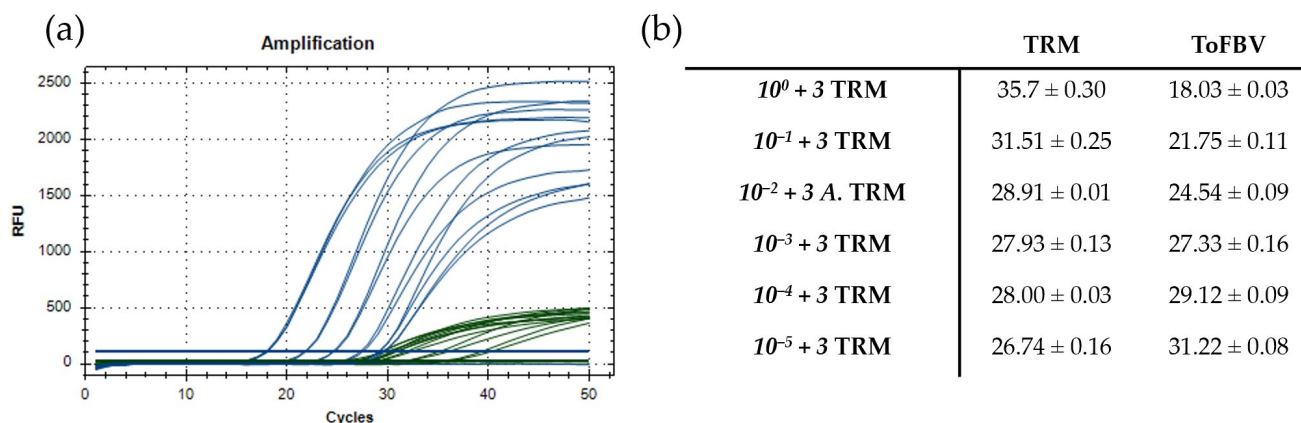 (a)
Amplification
2500
2000
1500
1000
500
0
RFU
0 10 20 30 40 50
Cycles
(b)
TRM ToFBV
10⁰ + 3 TRM 35.7 ± 0.30 18.03 ± 0.03
10⁻¹ + 3 TRM 31.51 ± 0.25 21.75 ± 0.11
10⁻² + 3 A. TRM 28.91 ± 0.01 24.54 ± 0.09
10⁻³ + 3 TRM 27.93 ± 0.13 27.33 ± 0.16
10⁻⁴ + 3 TRM 28.00 ± 0.03 29.12 ± 0.09
10⁻⁵ + 3 TRM 26.74 ± 0.16 31.22 ± 0.08